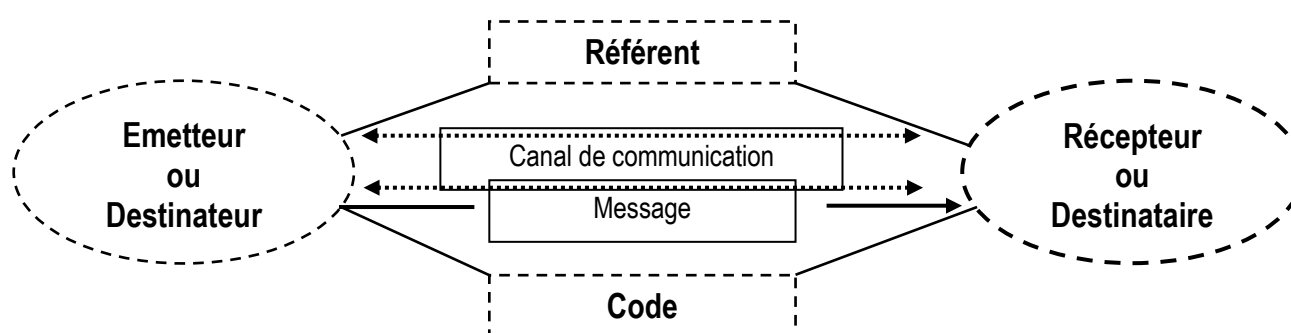 Référent
Emetteur
ou
Destinateur
Canal de communication
Message
Récepteur
ou
Destinataire
Code